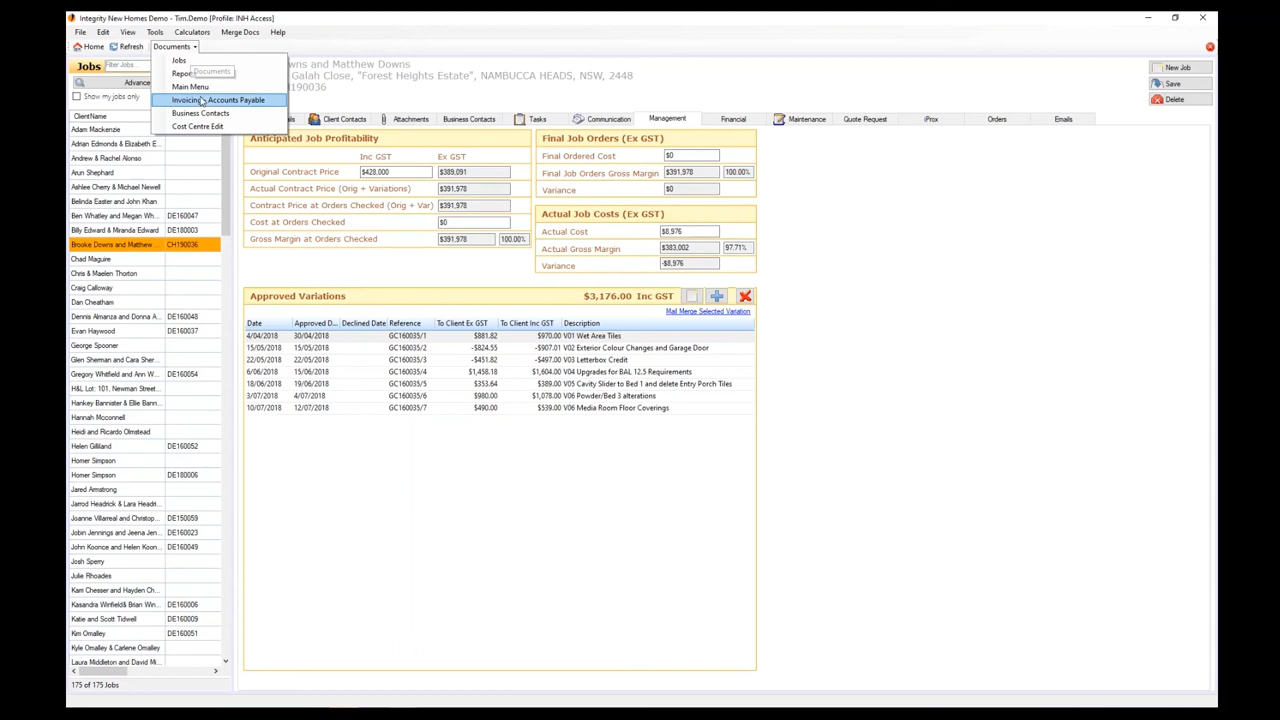 Integrity New Homes Demo - Tim.Demo [Profile: INH Access]
File Edit View Tools Calculators Merge Docs Help
Home Refresh Documents
Jobs
Main Menu
Accounts Payable
Business Contacts
Cost Centre Edit
Documents
Jobs Filter Jobs
Advance
Show my jobs only
and Matthew Downs
Galah Close, "Forest Heights Estate", NAMBUCCA HEADS, NSW, 2448
New Job
Save
Delete
Client Contacts Attachments Business Contacts Tasks Communication Management Financial Maintenance Quote Request iProx Orders Emails
ClientName
Adam Mackenzie
Adrian Edmonds & Elizabeth E...
Andrew & Rachel Alonso
Arun Shepard
Ashlee Cherry & Michael Newell
Belinda Easter and John Khan
Ben Whatley and Megan Wh... DE160047
Billy Edward & Miranda Edward DE180003
Brooke Downs and Matthew ... CH190036
Chad Maguire
Chris & Maelen Thorton
Craig Calloway
Dan Cheatham
Dennis Almanza and Donna A... DE160048
Evan Haywood DE160037
George Spooner
Glen Sherman and Cara Sher...
Gregory Whitfield and Ann W... DE160054
H&L Lot: 101, Newman Street...
Hankey Bannister & Ellie Bann...
Hannah Mcconnell
Heidi and Ricardo Olmstead
Helen Gilliland DE160052
Homer Simpson
Homer Simpson DE180006
Jared Armstrong
Jarrod Headrick & Lara Headri...
Joanne Villarreal and Christop... DE150059
Jobin Jennings and Jeena Jen... DE160023
John Koonce and Helen Koon... DE160049
Josh Sperry
Julie Rhoades
Kam Chesser and Hayden Ch...
Kasandra Winfield& Brian Win... DE160006
Katie and Scott Tidwell DE160009
Kim Omalley DE160051
Kyle Omalley & Carlene Omalley
Laura Middleton and David Mi...
175 of 175 Jobs
Anticipated Job Profitability
Inc GST Ex GST
Original Contract Price $428,000 $389,091
Actual Contract Price (Orig + Variations) $391,978
Contract Price at Orders Checked (Orig + Var) $391,978
Cost at Orders Checked $0
Gross Margin at Orders Checked $391,978 100.00%
Final Job Orders (Ex GST)
Final Ordered Cost $0
Final Job Orders Gross Margin $391,978 100.00%
Variance $0
Actual Job Costs (Ex GST)
Actual Cost $8,976
Actual Gross Margin $383,002 97.71%
Variance -$8,976
Approved Variations $3,176.00 Inc GST
Mail Merge Selected Variation
Date Approved D... Declined Date Reference To Client Ex GST To Client Inc GST Description
4/04/2018 30/04/2018 GC160035/1 $881.82 $970.00 V01 Wet Area Tiles
15/05/2018 15/05/2018 GC160035/2 -$824.55 -$907.01 V02 Exterior Colour Changes and Garage Door
22/05/2018 22/05/2018 GC160035/3 -$451.82 -$497.00 V03 Letterbox Credit
6/06/2018 15/06/2018 GC160035/4 $1,458.18 $1,604.00 V04 Upgrades for BAL 12.5 Requirements
18/06/2018 19/06/2018 GC160035/5 $353.64 $389.00 V05 Cavity Slider to Bed 1 and delete Entry Porch Tiles
3/07/2018 4/07/2018 GC160035/6 $980.00 $1,078.00 V06 Powder/Bed 3 alterations
10/07/2018 12/07/2018 GC160035/7 $490.00 $539.00 V06 Media Room Floor Coverings